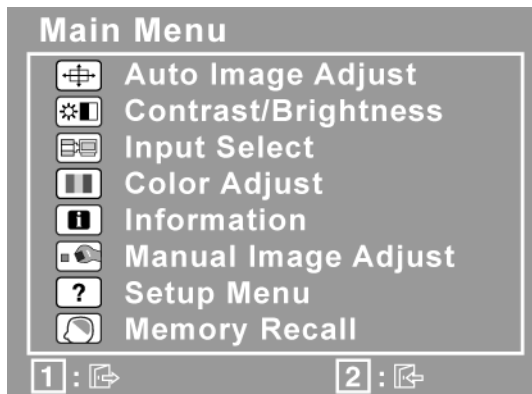 Main Menu
Auto Image Adjust
Contrast/Brightness
Input Select
Color Adjust
i Information
Manual Image Adjust
? Setup Menu
Memory Recall
1 : 2 :